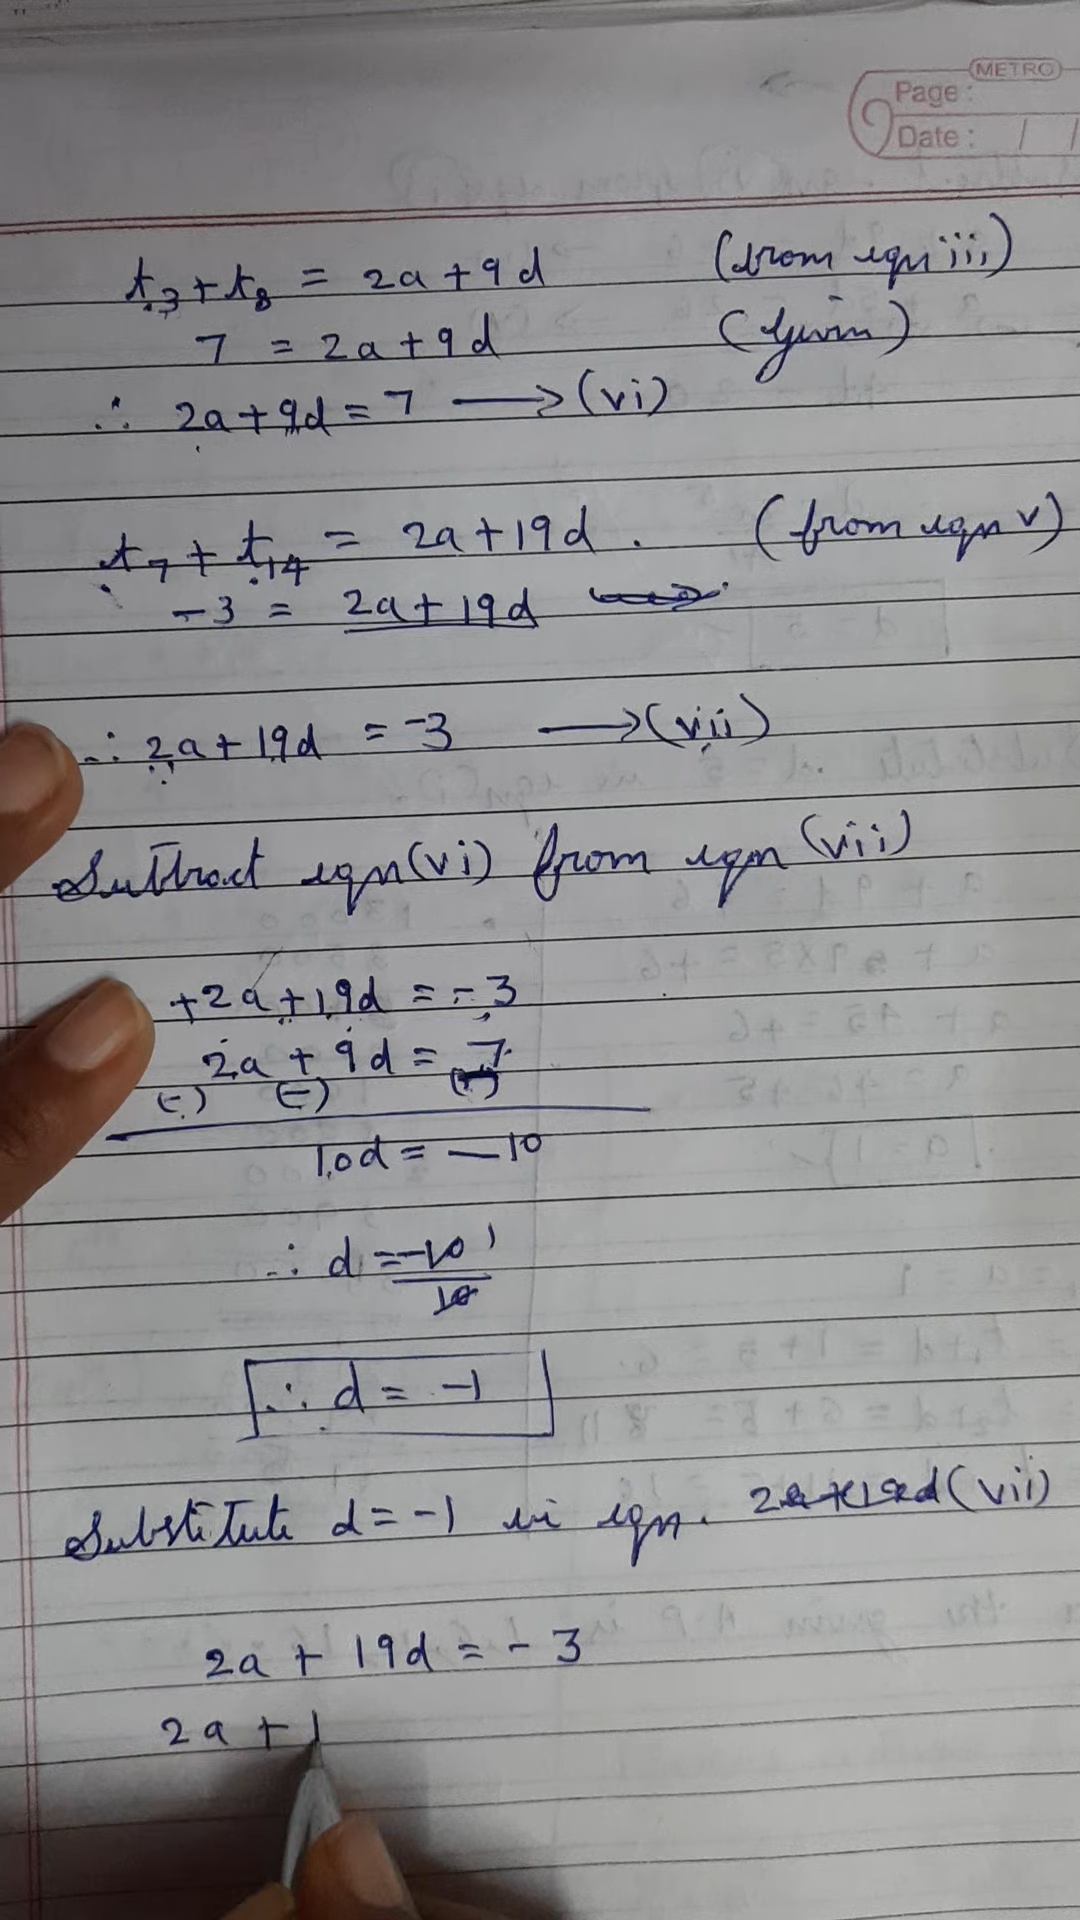 METRO
Page :
Date : / /
t₃ + t₈ = 2a + 9d (from eqn iii)
7 = 2a + 9d (Given)
∴ 2a + 9d = 7 ⟶ (vi)
t₇ + t₁₄ = 2a + 19d . (from eqn v)
-3 = 2a + 19d
∴ 2a + 19d = -3 ⟶ (vii)
Subtract eqn (vi) from eqn (vii)
+2a + 19d = -3
2a + 9d = 7
(-) (-) (-)
10d = -10
∴ d = -10/10 1
∴ d = -1
Substitute d = -1 in eqn. (vii)
2a + 19d = -3
2a + 1